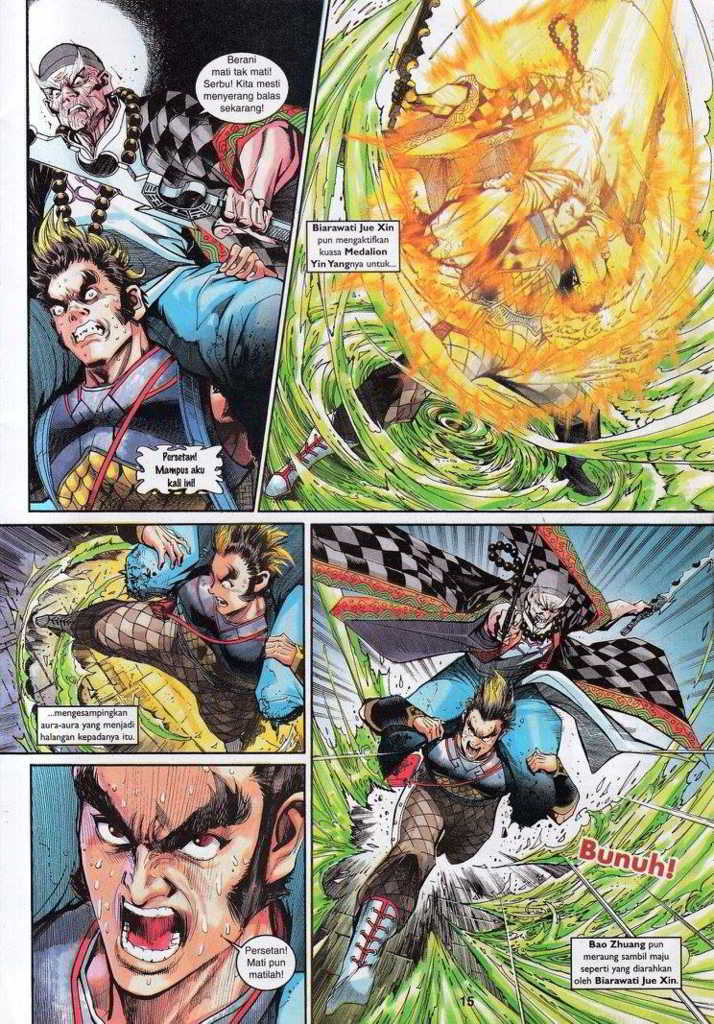 Berani
mati tak mati!
Serbu! Kita mesti
menyerang balas
sekarang!
Persetan!
Mampus aku
kali ini!
Biarawati Jue Xin
pun mengaktifkan
kuasa Medalion
Yin Yangnya untuk...
...mengesampingkan
aura-aura yang menjadi
halangan kepadanya itu.
Persetan!
Mati pun
matilah!
Bunuh!
Bao Zhuang pun
meraung sambil maju
seperti yang diarahkan
oleh Biarawati Jue Xin.
15